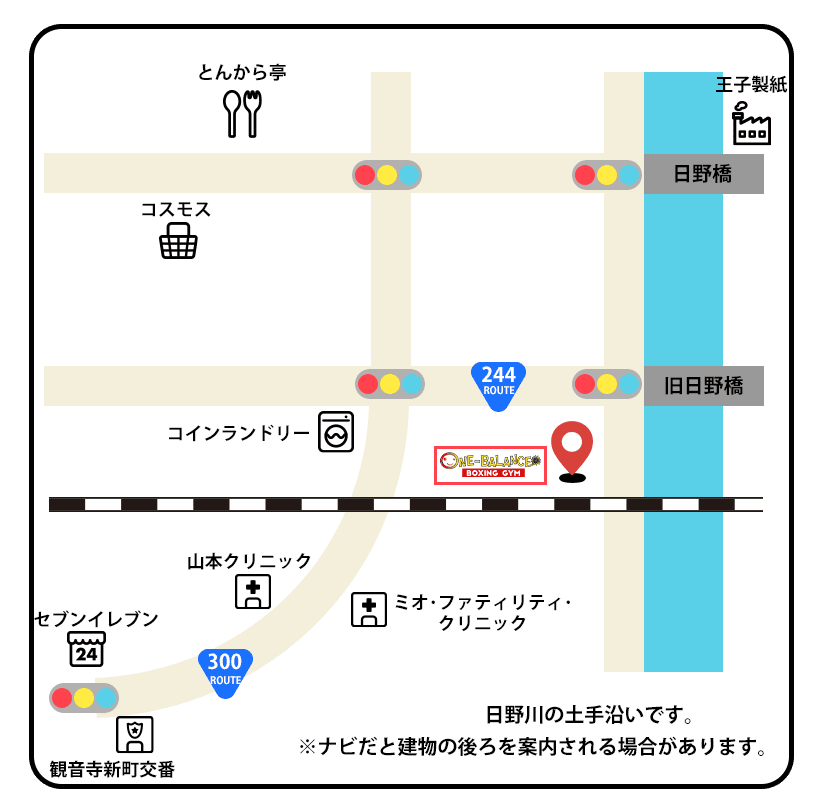 とんから亭
王子製紙
日野橋
コスモス
244
ROUTE
旧日野橋
コインランドリー
ONE-BALANCE
BOXING GYM
山本クリニック
ミオ・ファティリティ・
クリニック
セブンイレブン
24
300
ROUTE
日野川の土手沿いです。
※ナビだと建物の後ろを案内される場合があります。
観音寺新町交番